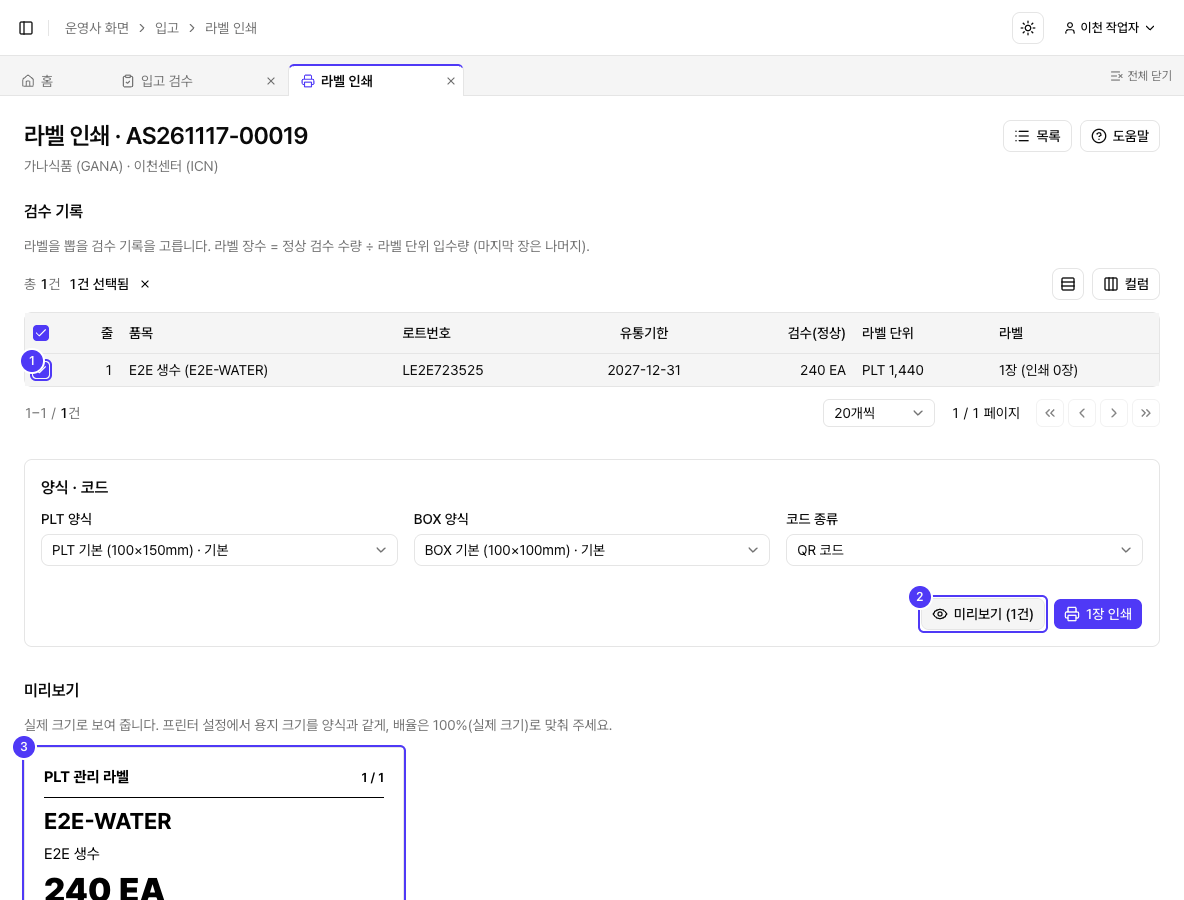 운영사 화면 > 입고 > 라벨 인쇄
이천 작업자
홈
입고 검수
라벨 인쇄
전체 닫기
라벨 인쇄 · AS261117-00019
목록
도움말
가나식품 (GANA) · 이천센터 (ICN)
검수 기록
라벨을 뽑을 검수 기록을 고릅니다. 라벨 장수 = 정상 검수 수량 ÷ 라벨 단위 입수량 (마지막 장은 나머지).
총 1건 1건 선택됨
컬럼
줄 품목 로트번호 유통기한 검수(정상) 라벨 단위 라벨
1
1 E2E 생수 (E2E-WATER) LE2E723525 2027-12-31 240 EA PLT 1,440 1장 (인쇄 0장)
1–1 / 1건
20개씩
1 / 1 페이지
양식 · 코드
PLT 양식 BOX 양식 코드 종류
PLT 기본 (100×150mm) · 기본 BOX 기본 (100×100mm) · 기본 QR 코드
2
미리보기 (1건)
1장 인쇄
미리보기
실제 크기로 보여 줍니다. 프린터 설정에서 용지 크기를 양식과 같게, 배율은 100%(실제 크기)로 맞춰 주세요.
3
PLT 관리 라벨 1 / 1
E2E-WATER
E2E 생수
240 EA